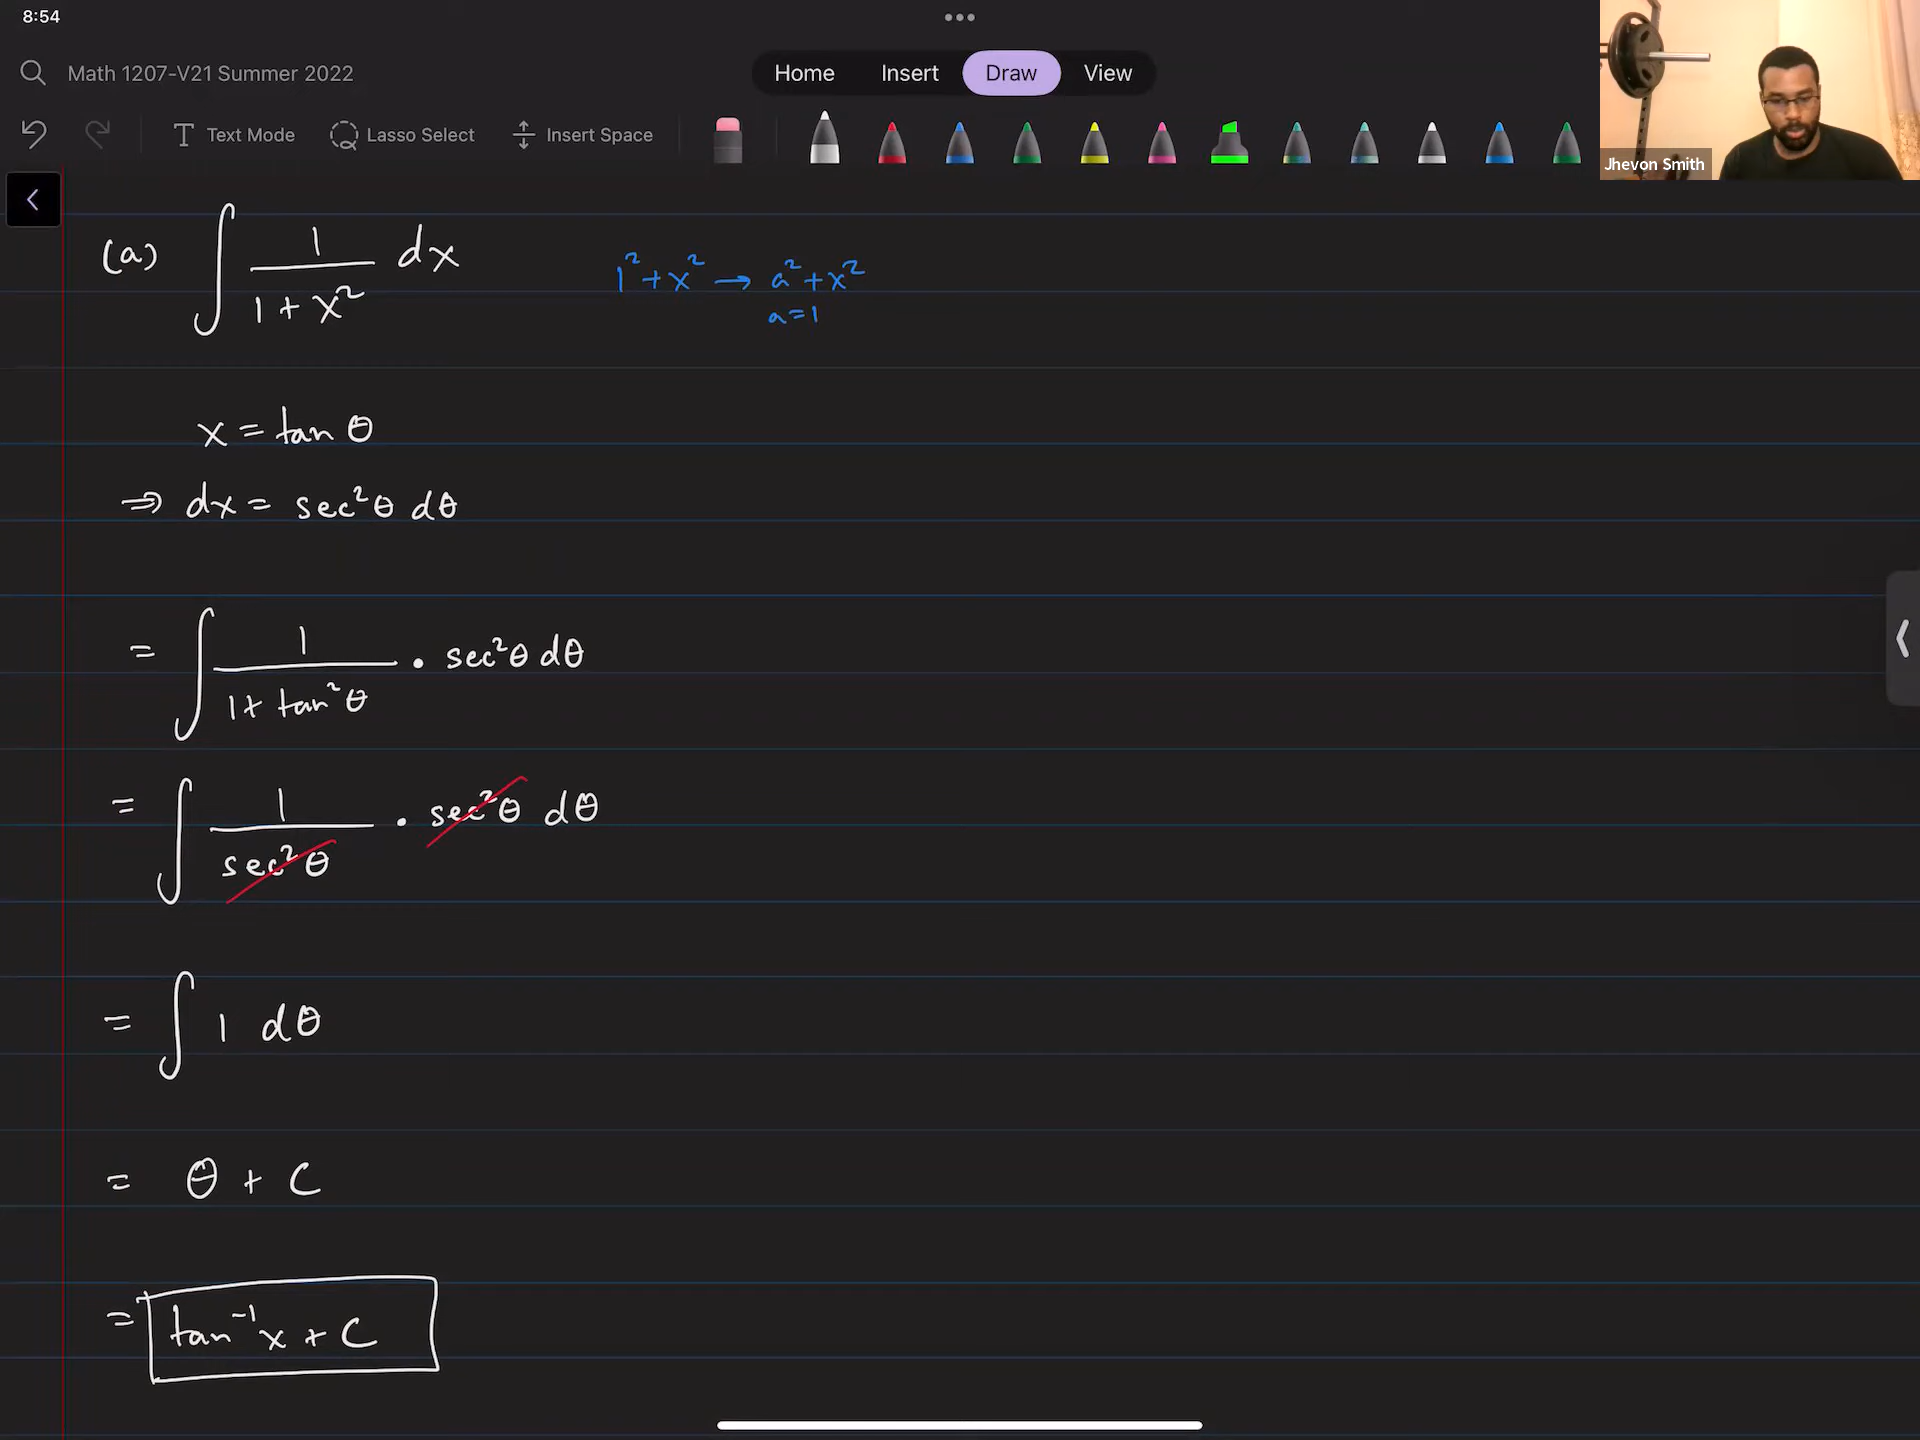 8:54
Math 1207-V21 Summer 2022
Home Insert Draw View
Text Mode Lasso Select Insert Space
Jhevon Smith
(a) ∫ 1/(1 + x²) dx
1² + x² → a² + x²
a = 1
x = tan θ
⇒ dx = sec²θ dθ
= ∫ 1/(1 + tan²θ) • sec²θ dθ
= ∫ 1/sec²θ • sec²θ dθ
= ∫ 1 dθ
= θ + C
= tan⁻¹x + C